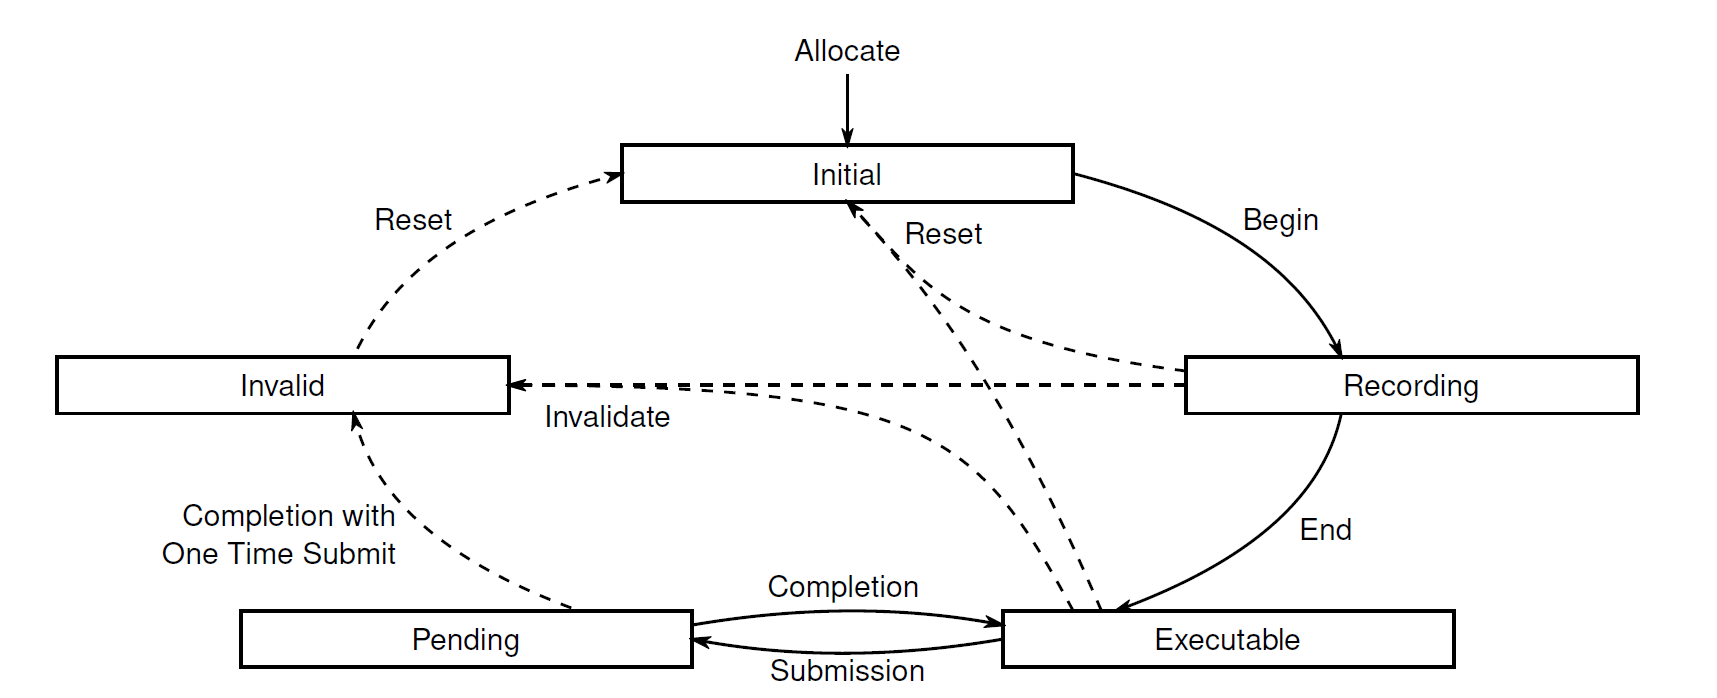 Allocate
Initial
Reset
Reset
Begin
Invalid
Recording
Invalidate
Completion with
One Time Submit
End
Completion
Pending
Executable
Submission